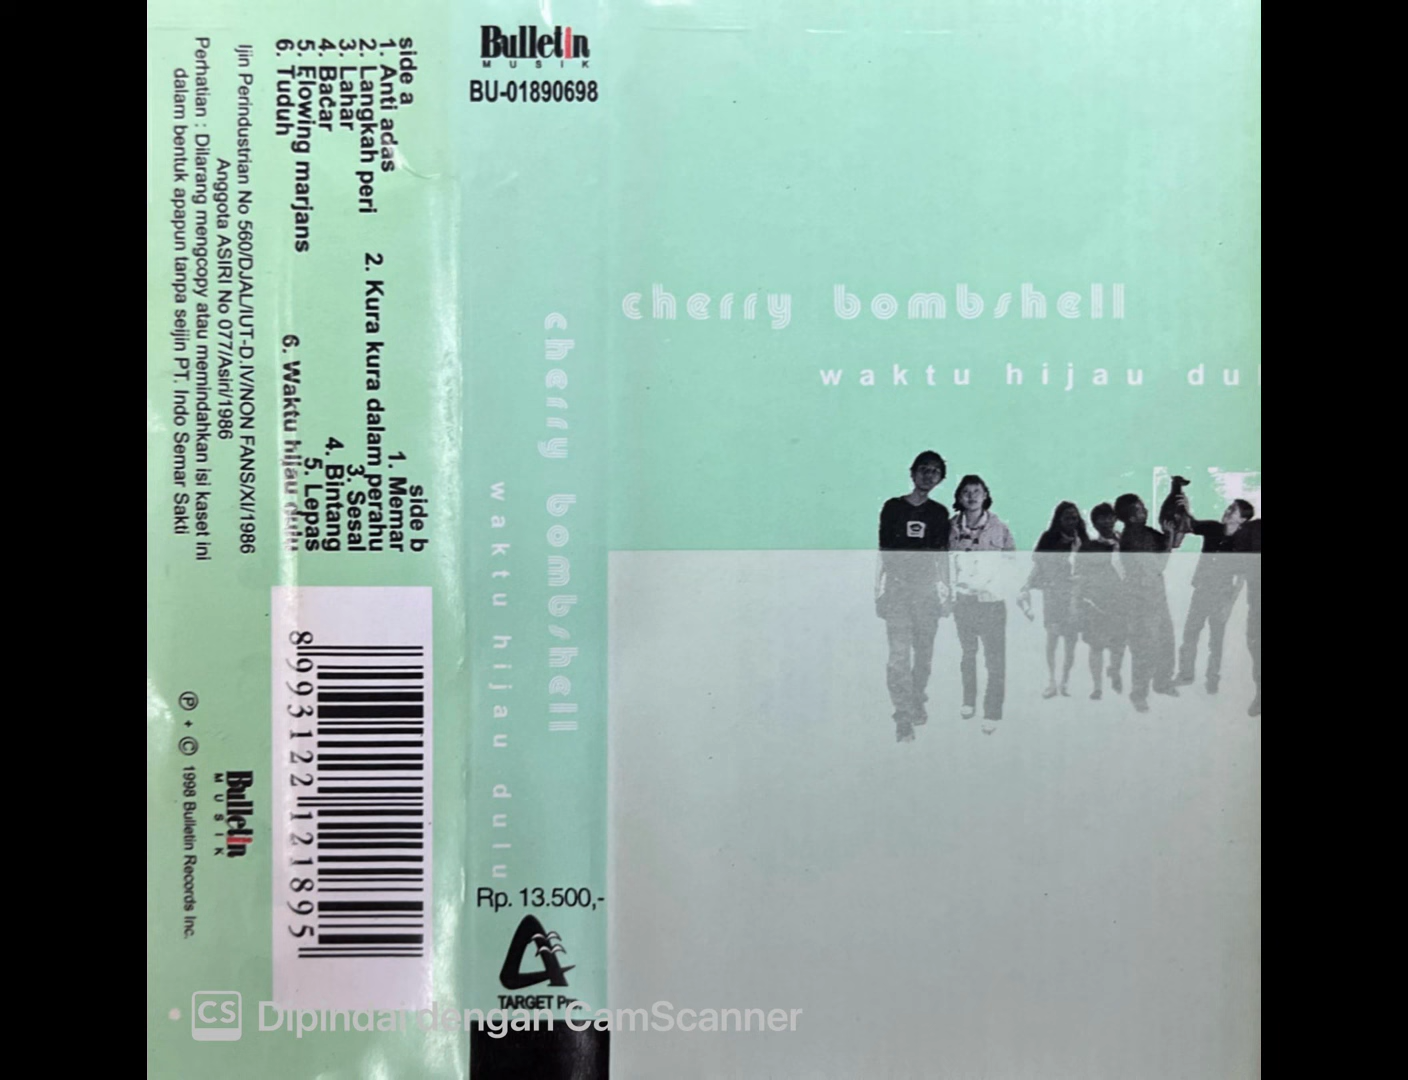 side a
1. Anti adas
2. Langkah peri
3. Lahar
4. Bacar
5. Flowing marjans
6. Tuduh
side b
1. Memar
2. Kura kura dalam perahu
3. Sesal
4. Bintang
5. Lepas
6. Waktu hijau dulu
Ijin Perindustrian No 560/DJAL/IUT-D.IV/NON FANS/XI/1986
Anggota ASIRI No 077/Asiri/1986
Perhatian : Dilarang mengcopy atau memindahkan isi kaset ini
dalam bentuk apapun tanpa seijin PT. Indo Semar Sakti
8 993122 121895
Bulletin
MUSIK
℗ + © 1998 Bulletin Records Inc.
Bulletin
MUSIK
BU-01890698
cherry bombshell
waktu hijau dulu
Rp. 13.500,-
TARGET
cherry bombshell
waktu hijau du
CS Dipindai dengan CamScanner